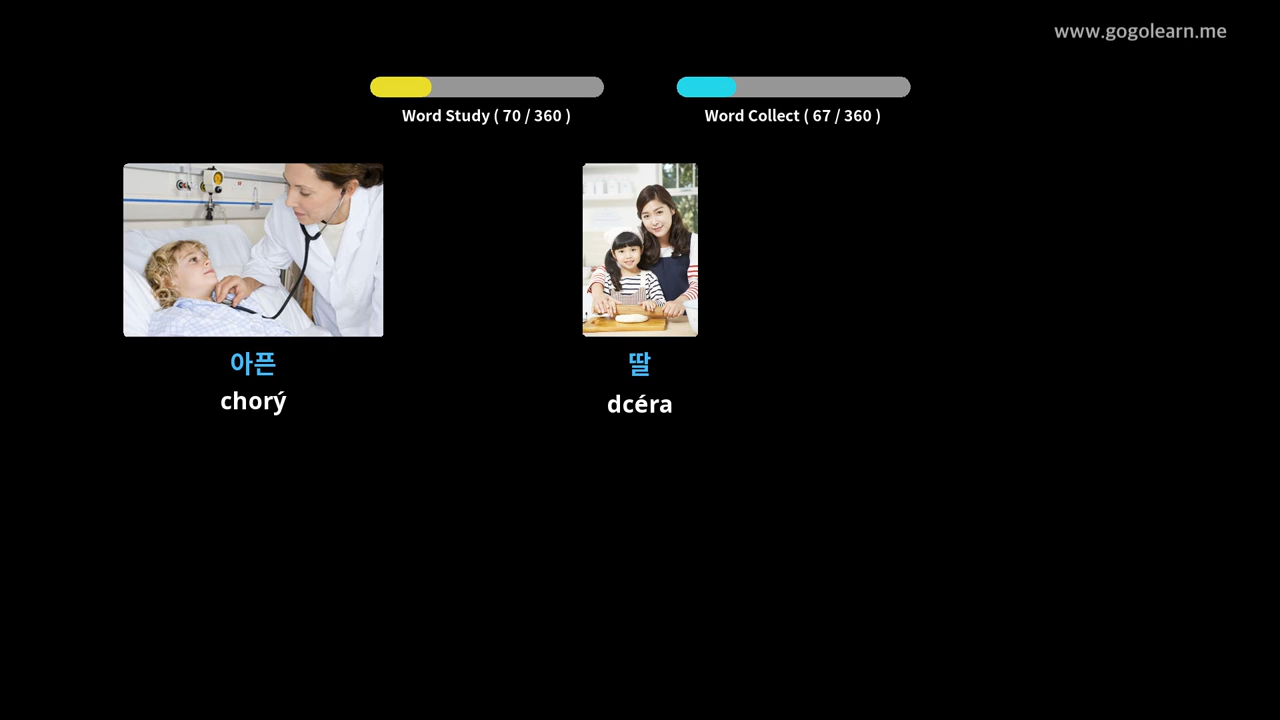 www.gogolearn.me
Word Study ( 70 / 360 )
Word Collect ( 67 / 360 )
아픈
chorý
딸
dcéra